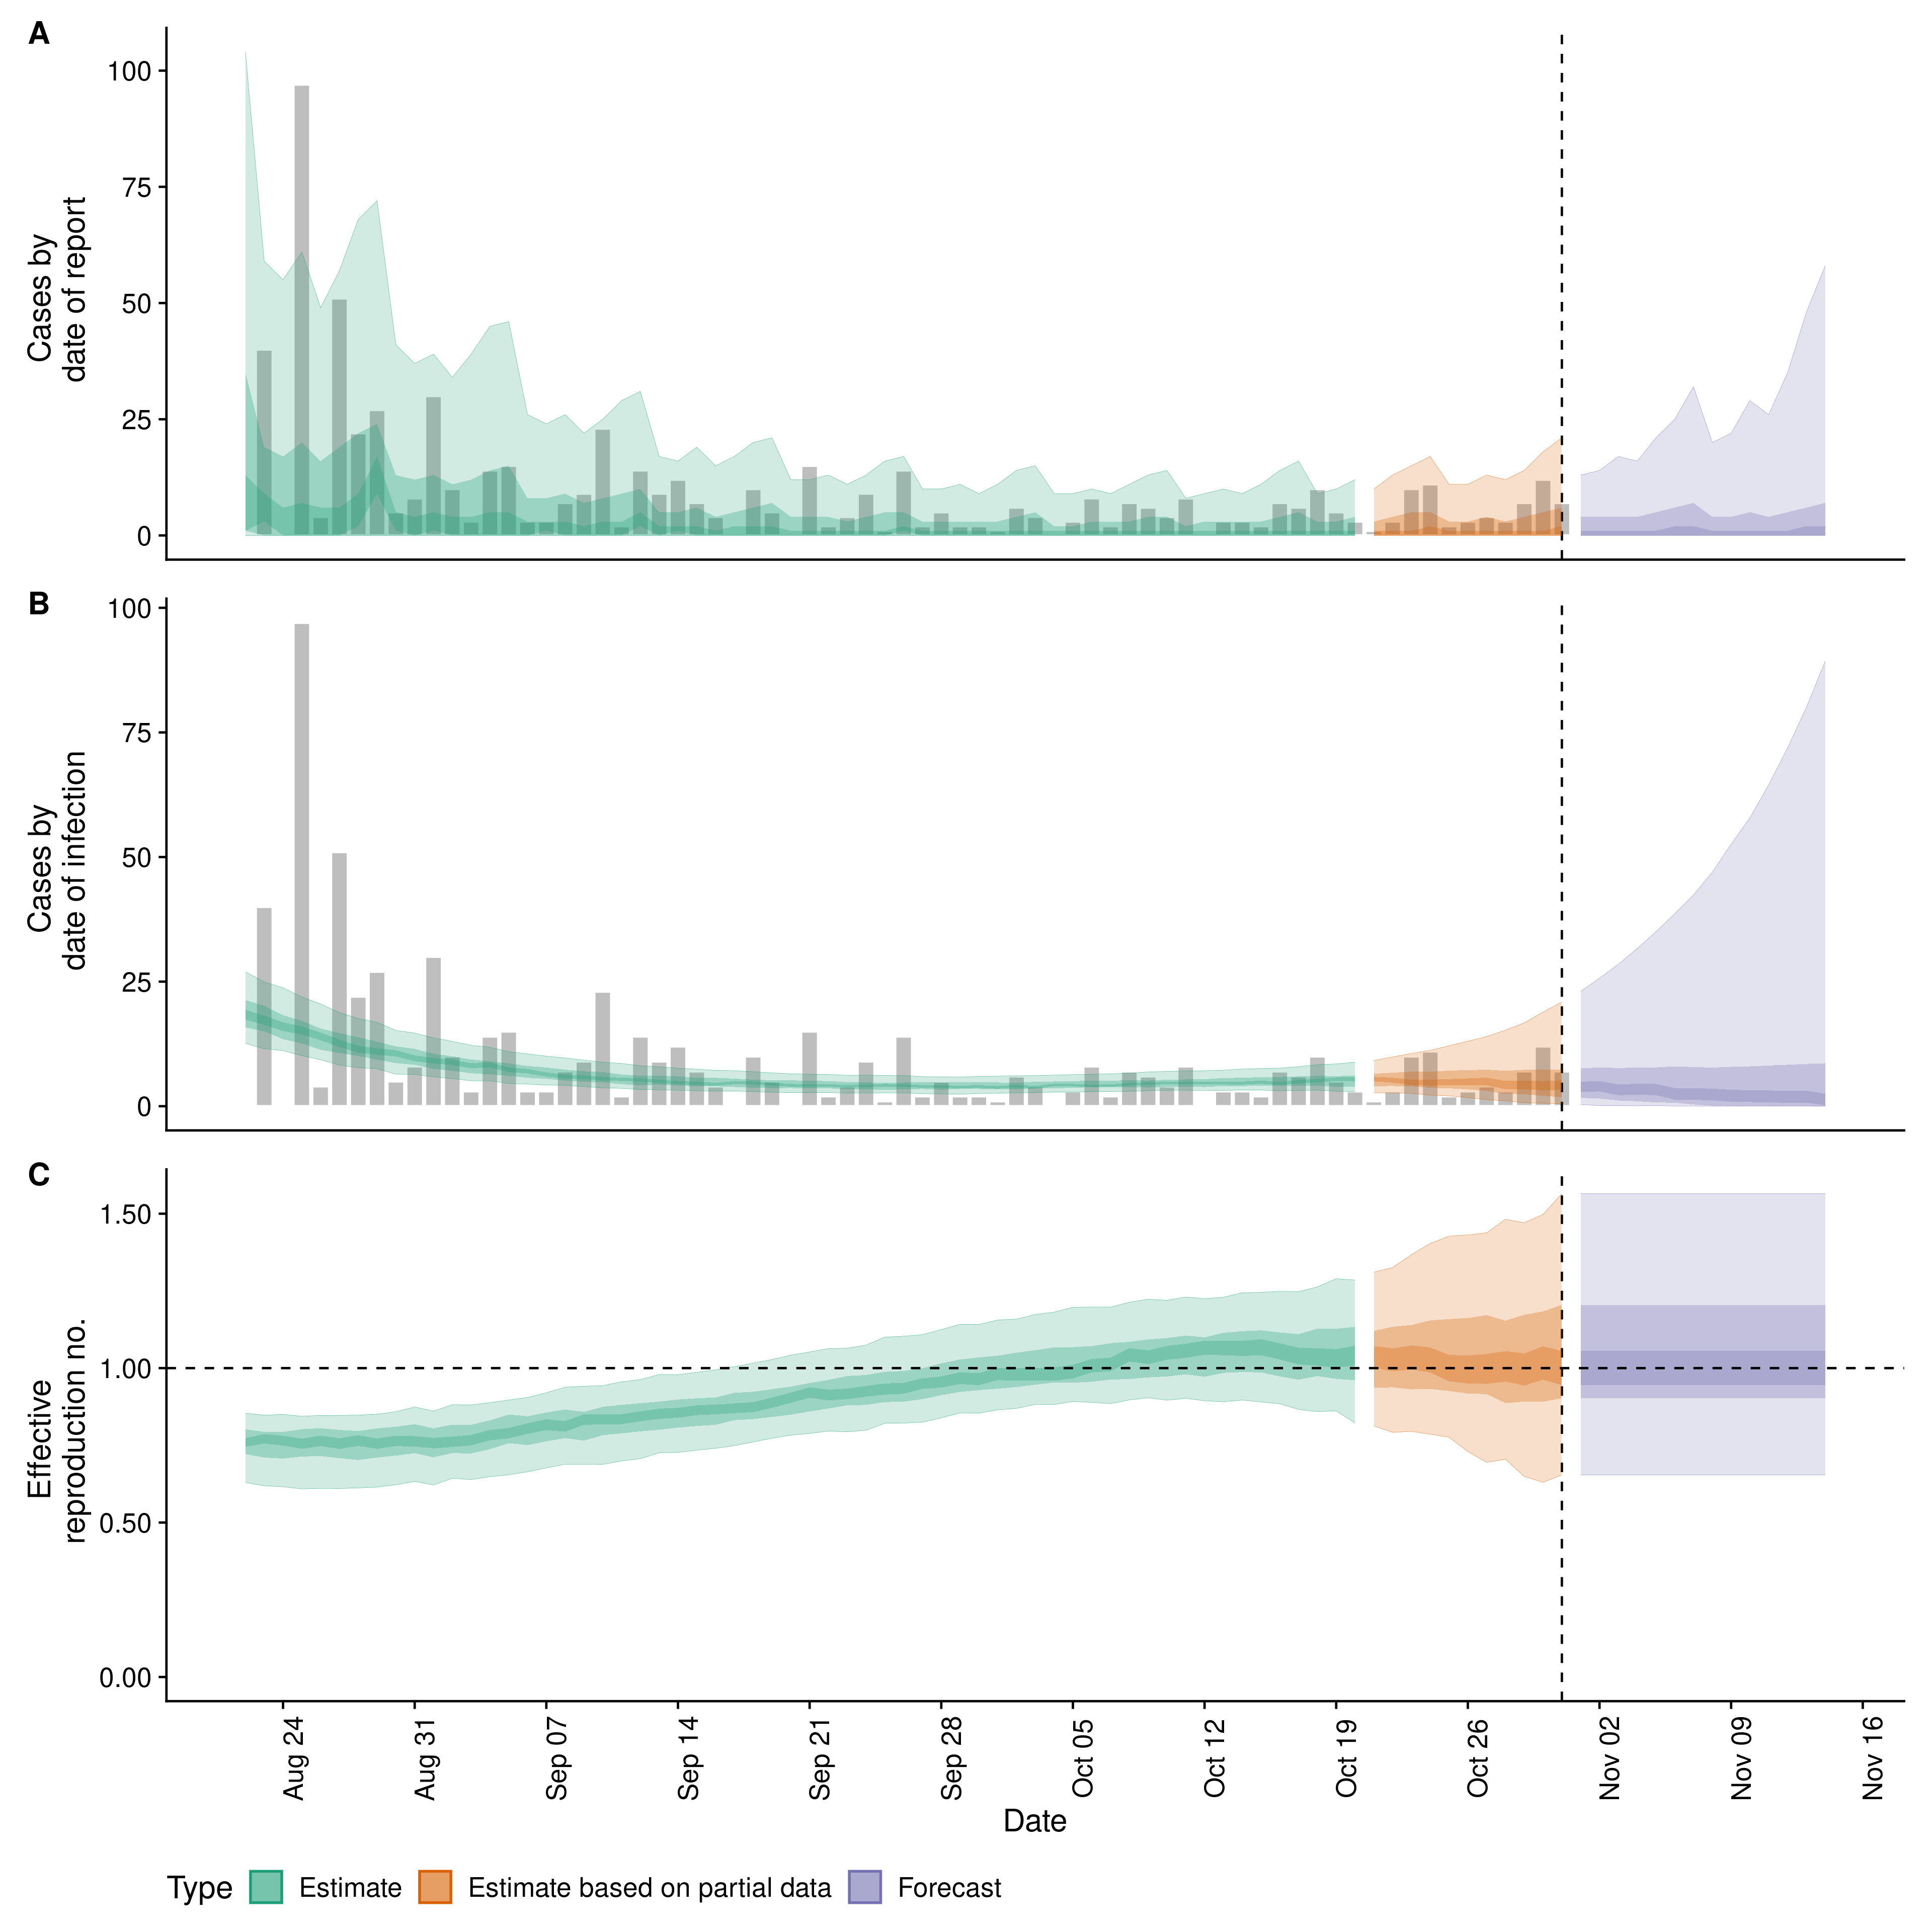 A
100
75
50
25
0
Cases by
date of report
B
100
75
50
25
0
Cases by
date of infection
C
1.50
1.00
0.50
0.00
Effective
reproduction no.
Aug 24
Aug 31
Sep 07
Sep 14
Sep 21
Sep 28
Oct 05
Oct 12
Oct 19
Oct 26
Nov 02
Nov 09
Nov 16
Date
Type Estimate Estimate based on partial data Forecast